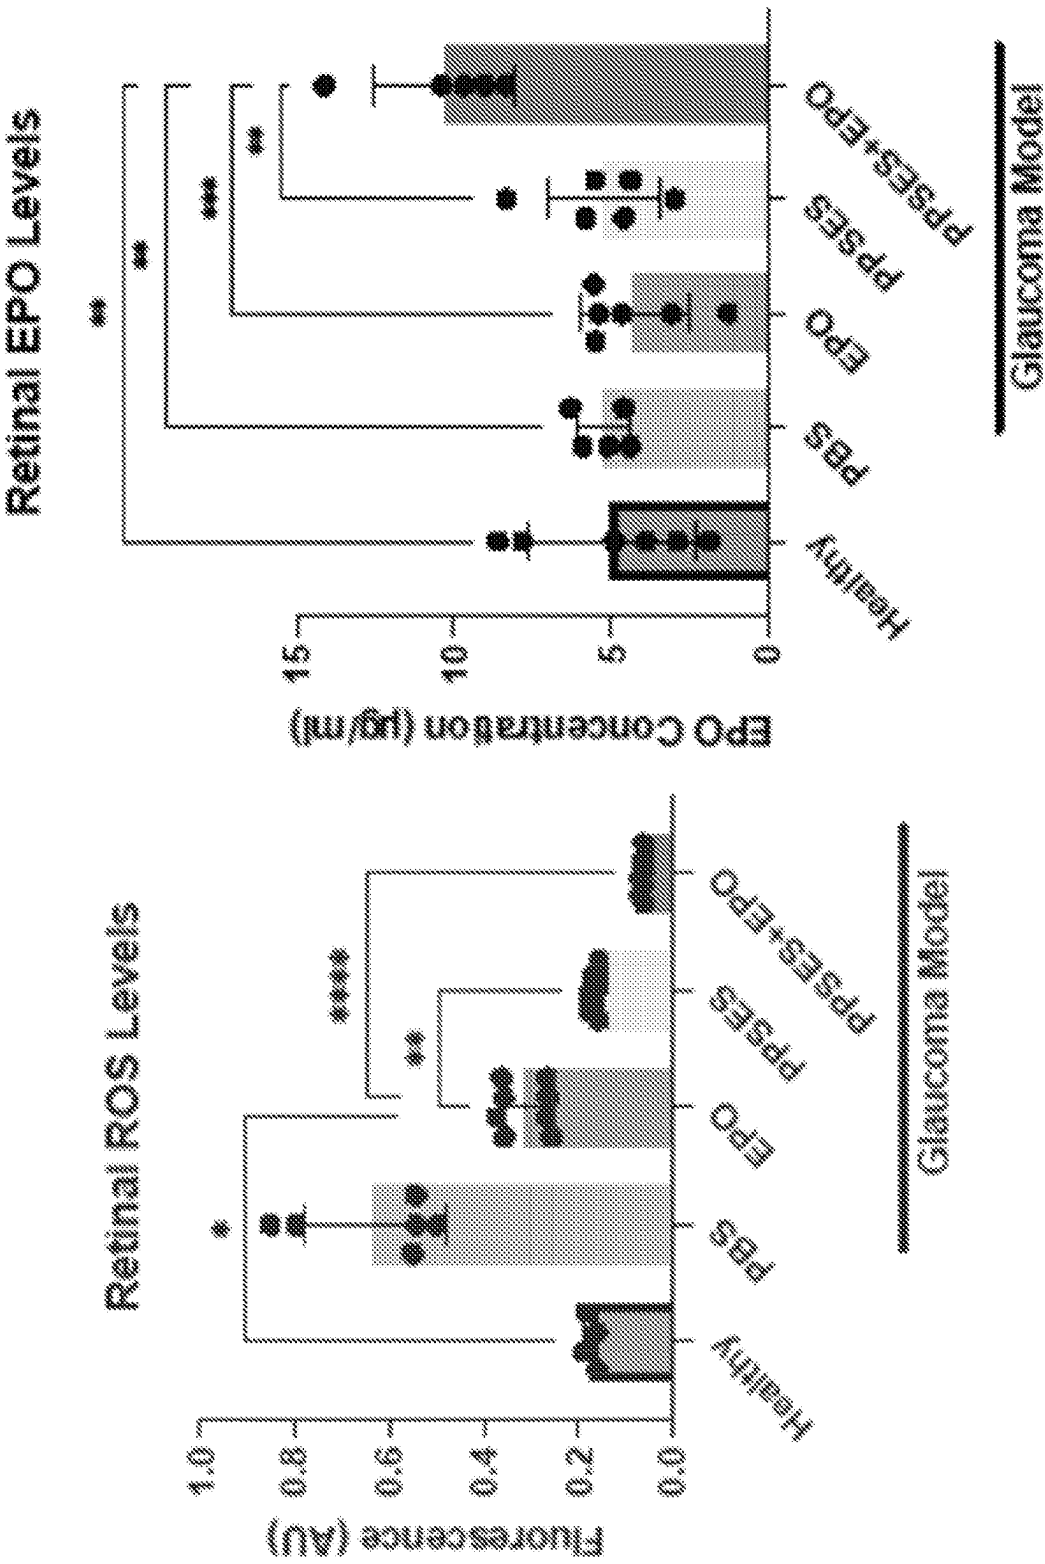 Retinal ROS Levels
Fluorescence (AU)
1.0
0.8
0.6
0.4
0.2
0.0
*
**
****
Healthy
PBS
EPO
PPSES
PPSES+EPO
Glaucoma Model
Retinal EPO Levels
EPO Concentration (µg/ml)
15
10
5
0
**
**
***
**
Healthy
PBS
EPO
PPSES
PPSES+EPO
Glaucoma Model